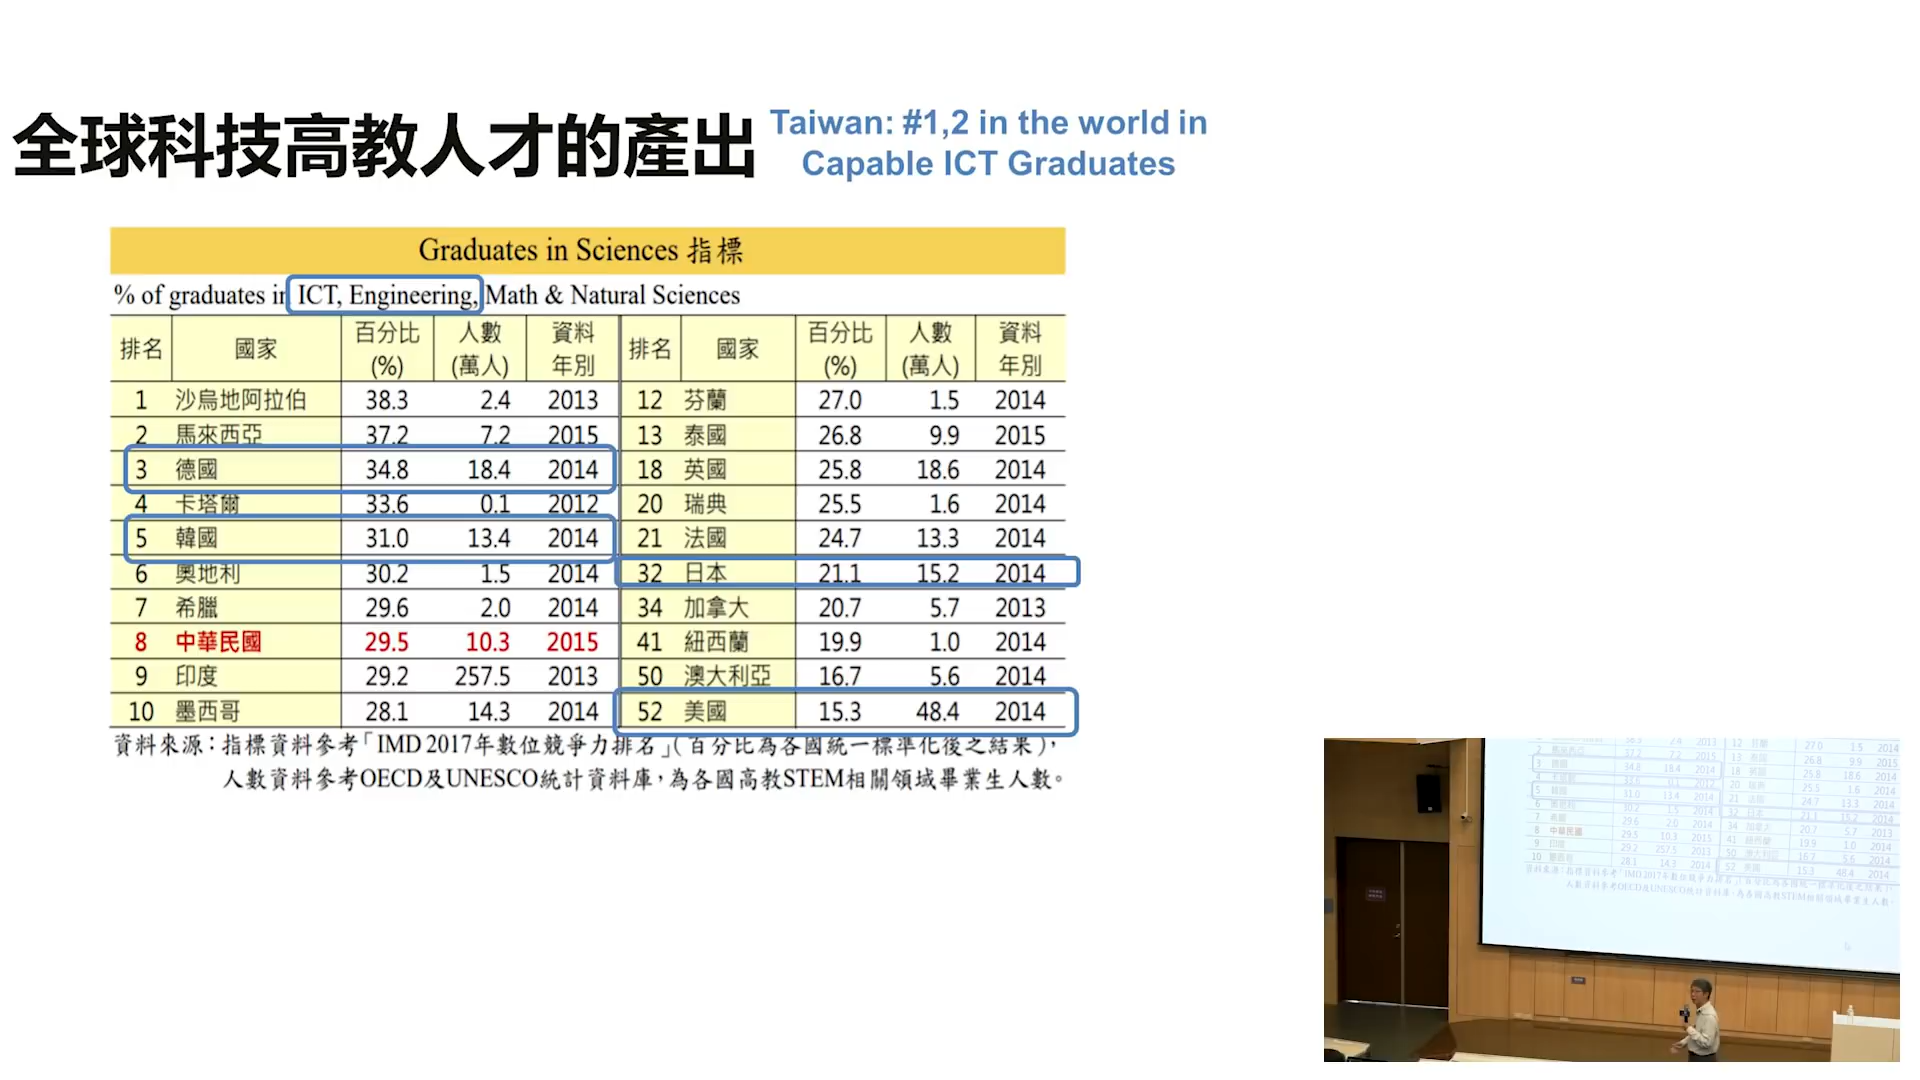 全球科技高教人才的產出
Taiwan: #1,2 in the world in
Capable ICT Graduates
Graduates in Sciences 指標
% of graduates in ICT, Engineering, Math & Natural Sciences
排名 國家 百分比(%) 人數(萬人) 資料年別 排名 國家 百分比(%) 人數(萬人) 資料年別
1 沙烏地阿拉伯 38.3 2.4 2013 12 芬蘭 27.0 1.5 2014
2 馬來西亞 37.2 7.2 2015 13 泰國 26.8 9.9 2015
3 德國 34.8 18.4 2014 18 英國 25.8 18.6 2014
4 卡塔爾 33.6 0.1 2012 20 瑞典 25.5 1.6 2014
5 韓國 31.0 13.4 2014 21 法國 24.7 13.3 2014
6 奧地利 30.2 1.5 2014 32 日本 21.1 15.2 2014
7 希臘 29.6 2.0 2014 34 加拿大 20.7 5.7 2013
8 中華民國 29.5 10.3 2015 41 紐西蘭 19.9 1.0 2014
9 印度 29.2 257.5 2013 50 澳大利亞 16.7 5.6 2014
10 墨西哥 28.1 14.3 2014 52 美國 15.3 48.4 2014
資料來源：指標資料參考「IMD 2017年數位競爭力排名」(百分比為各國統一標準化後之結果)，
人數資料參考OECD及UNESCO統計資料庫，為各國高教STEM相關領域畢業生人數。